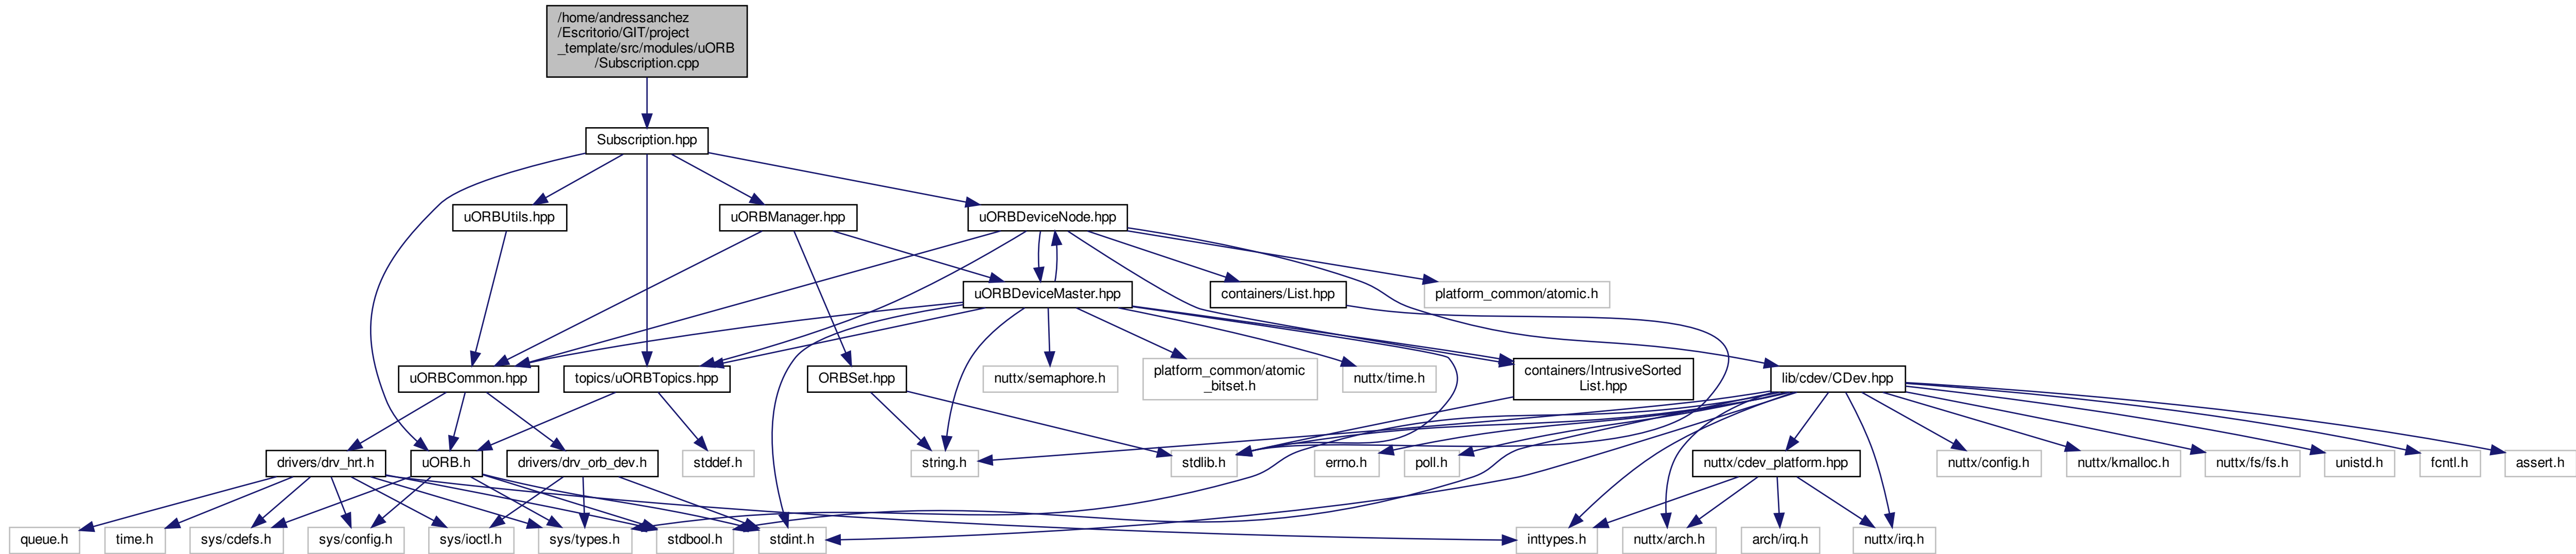 /home/andressanchez
/Escritorio/GIT/project
_template/src/modules/uORB
/Subscription.cpp
Subscription.hpp
uORBUtils.hpp
uORBManager.hpp
uORBDeviceNode.hpp
uORBDeviceMaster.hpp
containers/List.hpp
platform_common/atomic.h
uORBCommon.hpp
topics/uORBTopics.hpp
ORBSet.hpp
nuttx/semaphore.h
platform_common/atomic
_bitset.h
nuttx/time.h
containers/IntrusiveSorted
List.hpp
lib/cdev/CDev.hpp
drivers/drv_hrt.h
uORB.h
drivers/drv_orb_dev.h
stddef.h
string.h
stdlib.h
errno.h
poll.h
nuttx/cdev_platform.hpp
nuttx/config.h
nuttx/kmalloc.h
nuttx/fs/fs.h
unistd.h
fcntl.h
assert.h
queue.h
time.h
sys/cdefs.h
sys/config.h
sys/ioctl.h
sys/types.h
stdbool.h
stdint.h
inttypes.h
nuttx/arch.h
arch/irq.h
nuttx/irq.h